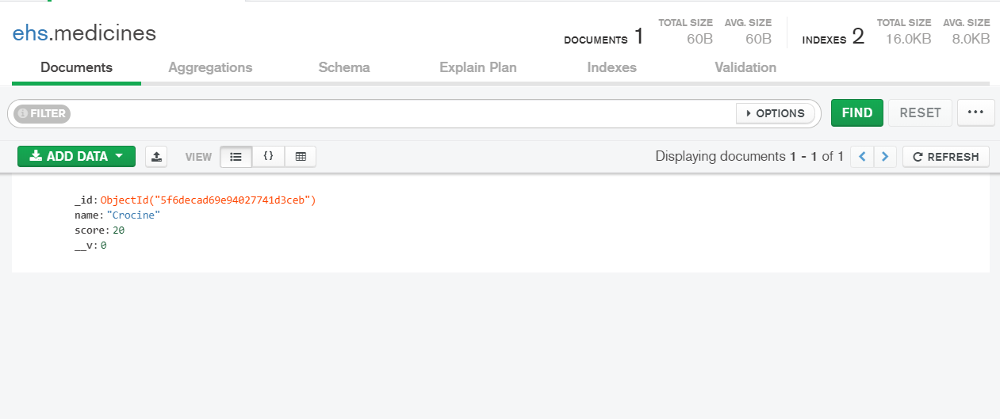 ehs.medicines
DOCUMENTS 1 TOTAL SIZE 60B AVG. SIZE 60B INDEXES 2 TOTAL SIZE 16.0KB AVG. SIZE 8.0KB
Documents Aggregations Schema Explain Plan Indexes Validation
FILTER OPTIONS FIND RESET ...
ADD DATA VIEW {} Displaying documents 1 - 1 of 1 < > REFRESH
_id: ObjectId("5f6decad69e94027741d3ceb")
name: "Crocine"
score: 20
__v: 0